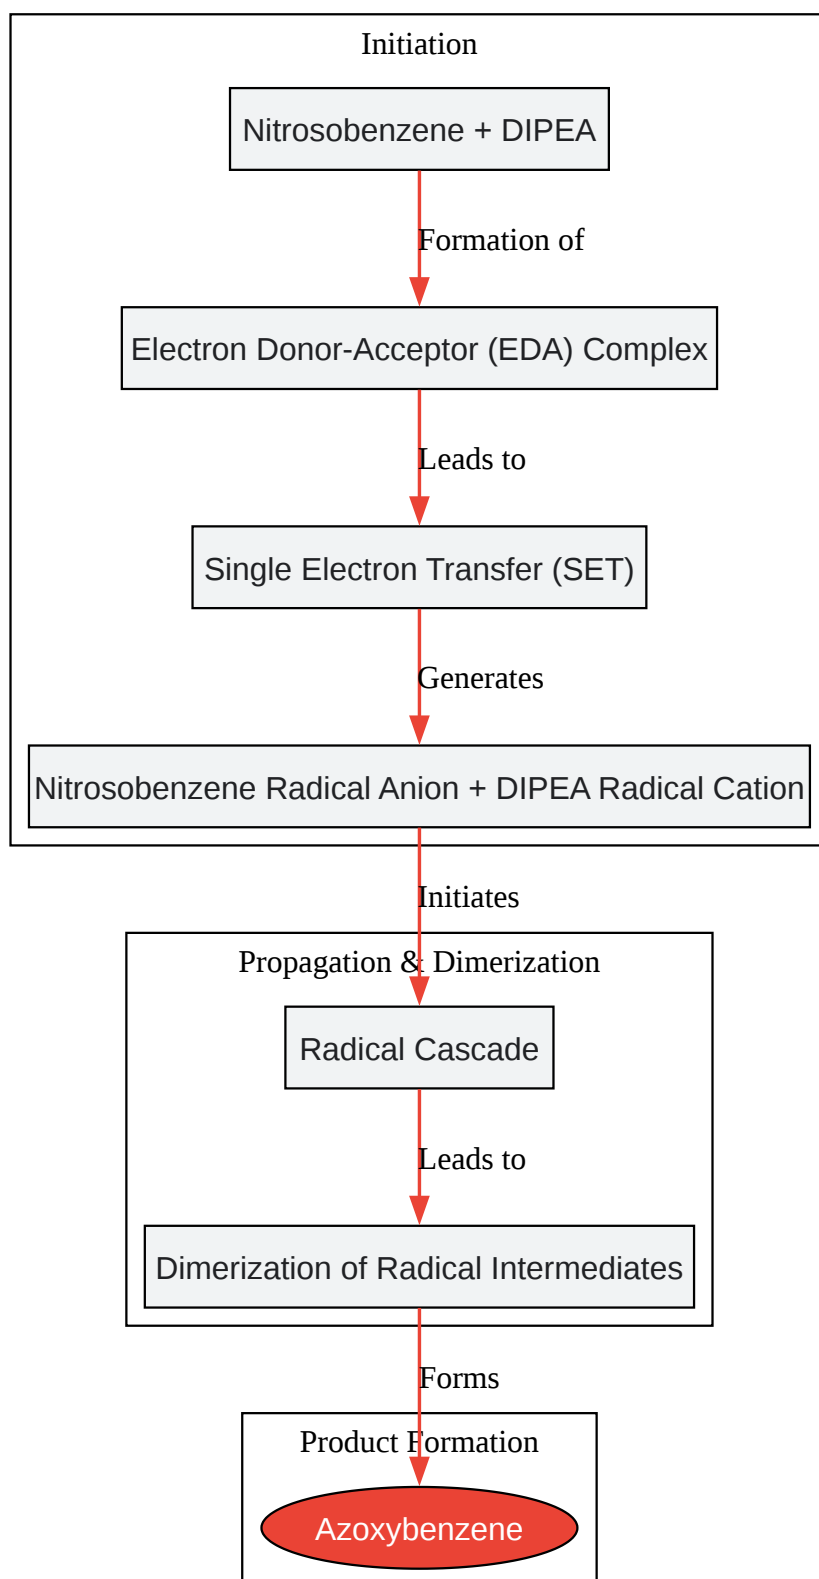 Initiation
Nitrosobenzene + DIPEA
Formation of
Electron Donor-Acceptor (EDA) Complex
Leads to
Single Electron Transfer (SET)
Generates
Nitrosobenzene Radical Anion + DIPEA Radical Cation
Initiates
Propagation & Dimerization
Radical Cascade
Leads to
Dimerization of Radical Intermediates
Forms
Product Formation
Azoxybenzene